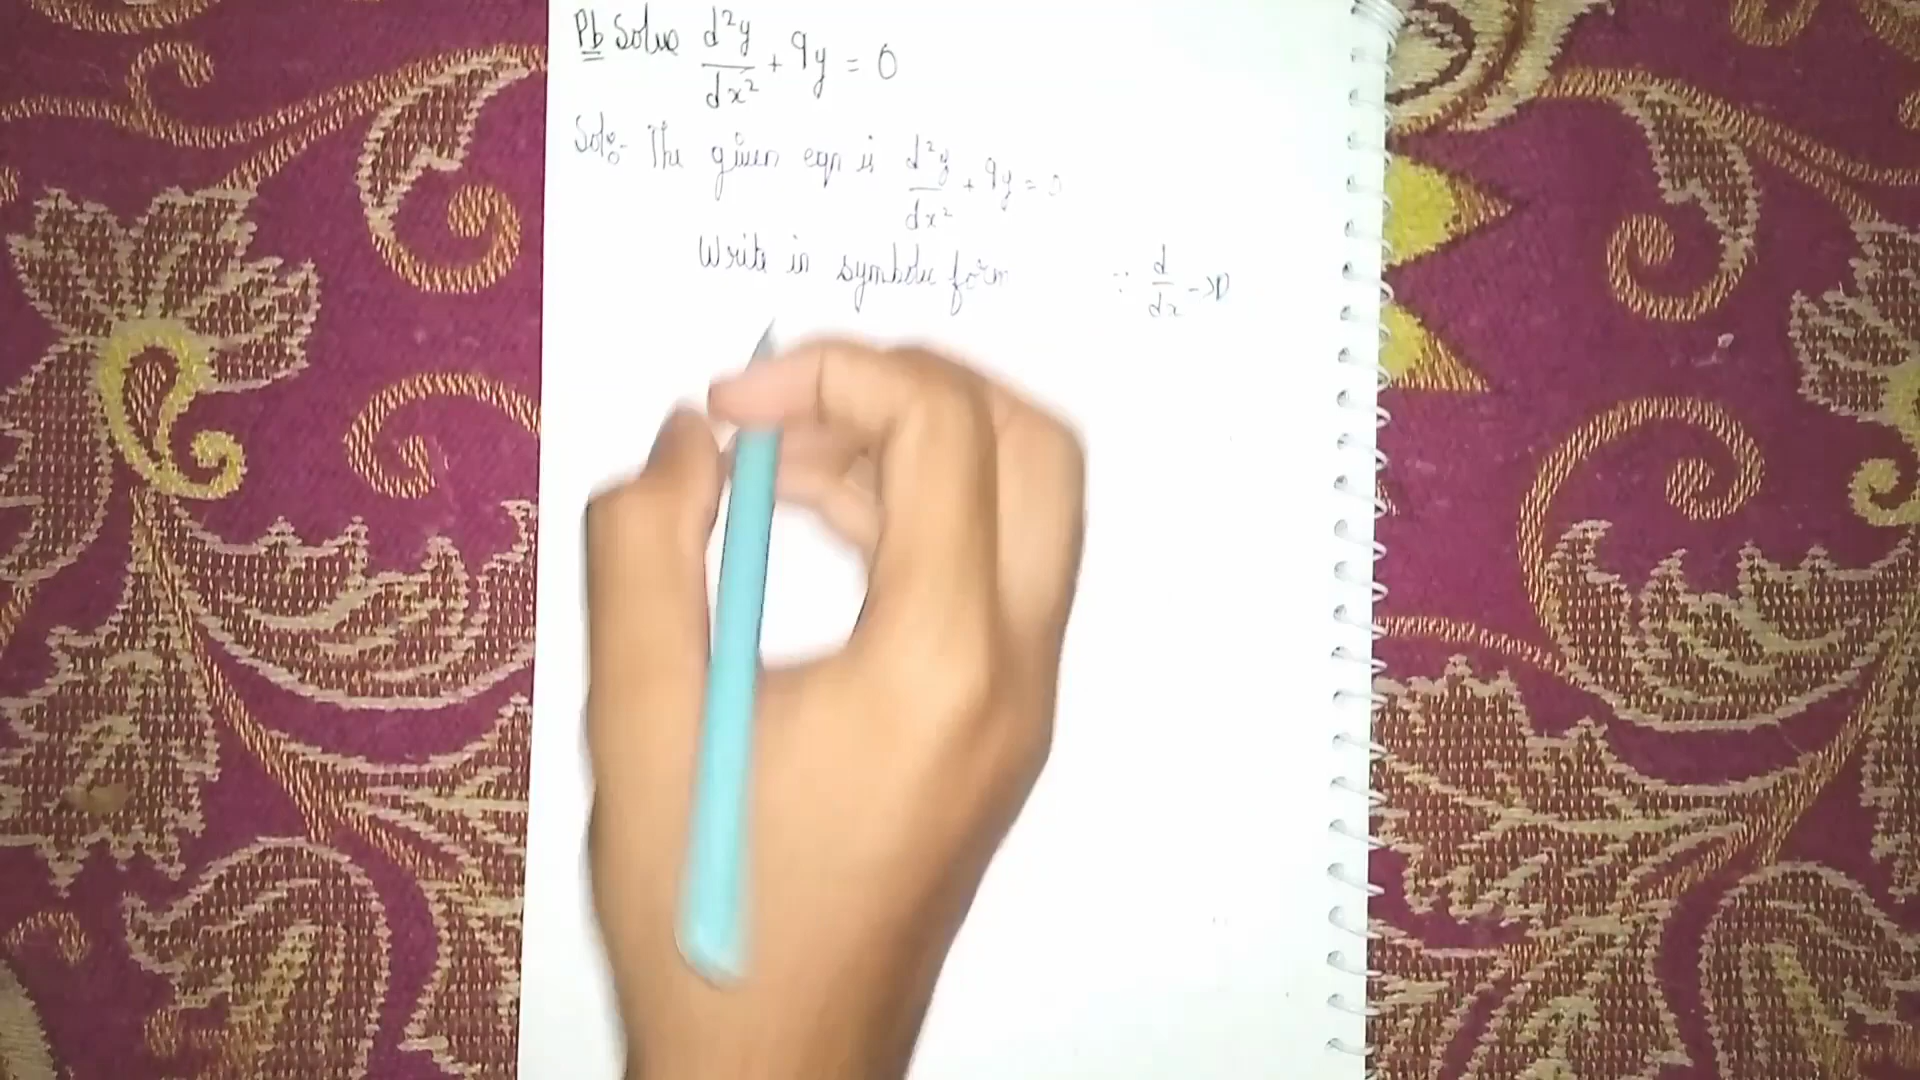 Pb Solve d²y/dx² + 9y = 0
Solo:- The given eqn is d²y/dx² + 9y = 0
Write in symbolic form ∵ d/dx -> D